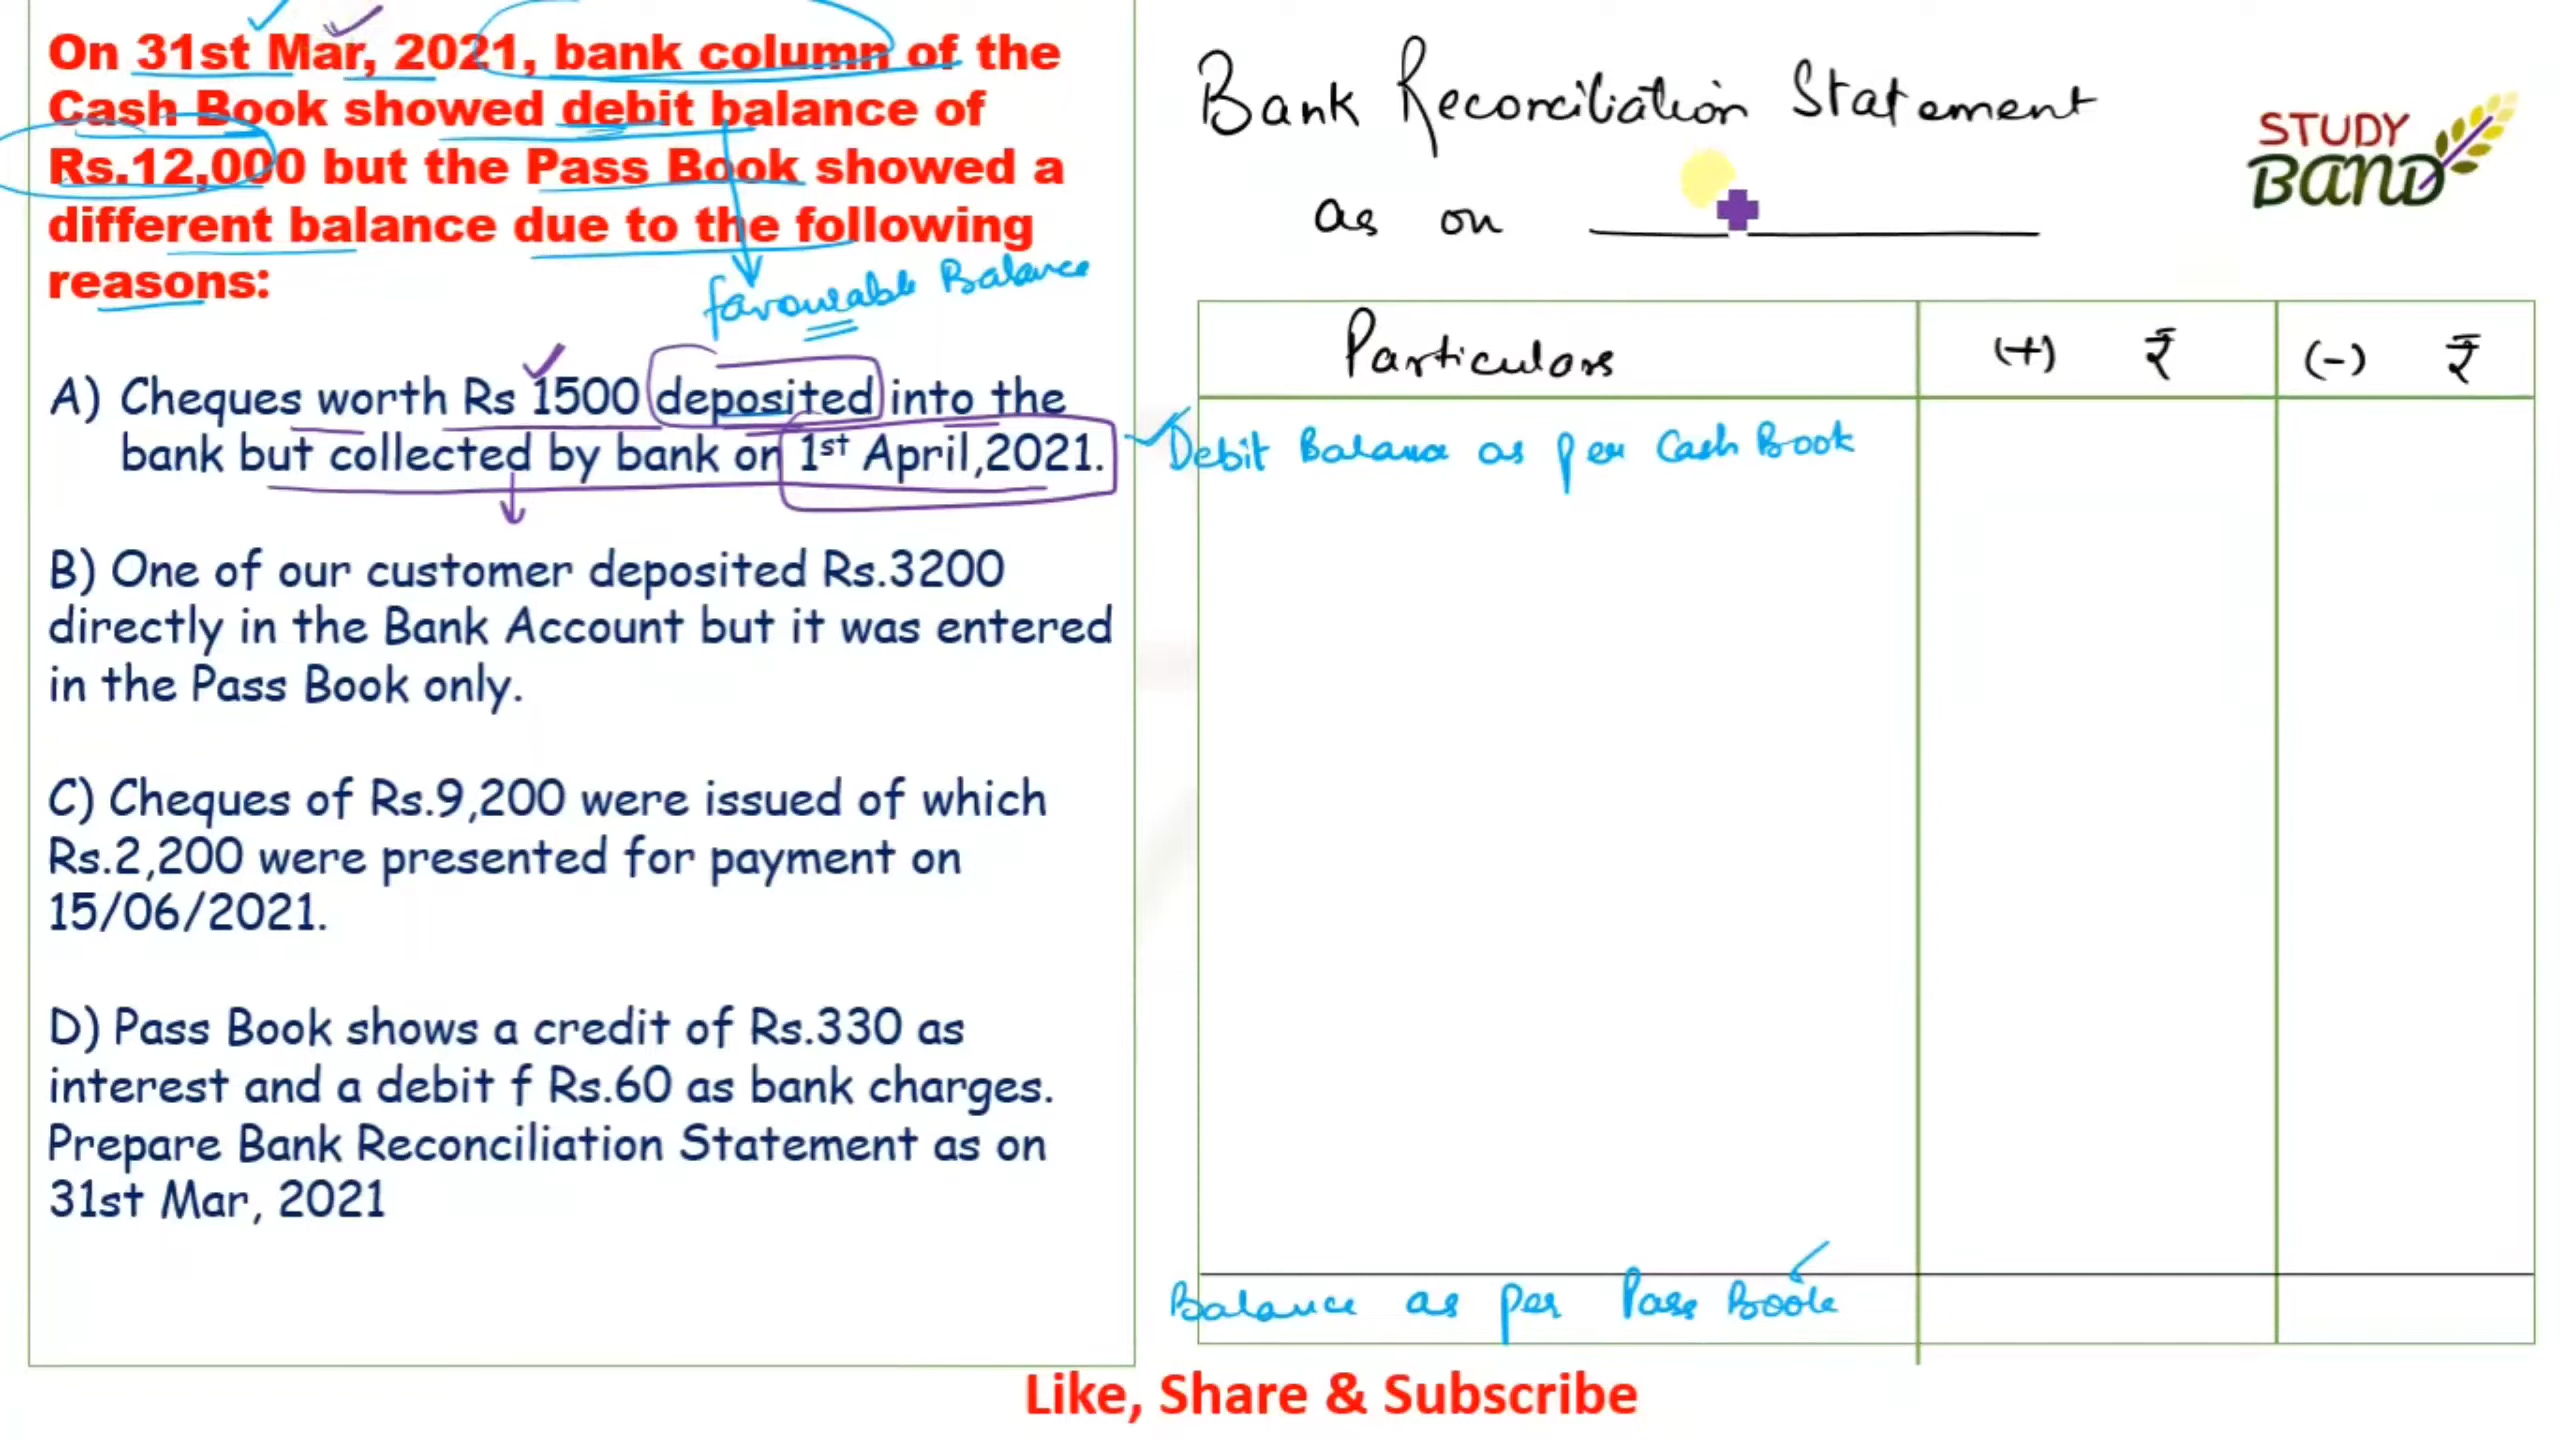 On 31st Mar, 2021, bank column of the
Cash Book showed debit balance of
Rs.12,000 but the Pass Book showed a
different balance due to the following
reasons:
favourable Balance
A) Cheques worth Rs 1500 deposited into the
bank but collected by bank on 1st April,2021.
B) One of our customer deposited Rs.3200
directly in the Bank Account but it was entered
in the Pass Book only.
C) Cheques of Rs.9,200 were issued of which
Rs.2,200 were presented for payment on
15/06/2021.
D) Pass Book shows a credit of Rs.330 as
interest and a debit f Rs.60 as bank charges.
Prepare Bank Reconciliation Statement as on
31st Mar, 2021
Bank Reconciliation Statement
as on
STUDY
BAND
Particulars (+) ₹ (-) ₹
Debit Balance as per Cash Book
Balance as per Pass Book
Like, Share & Subscribe